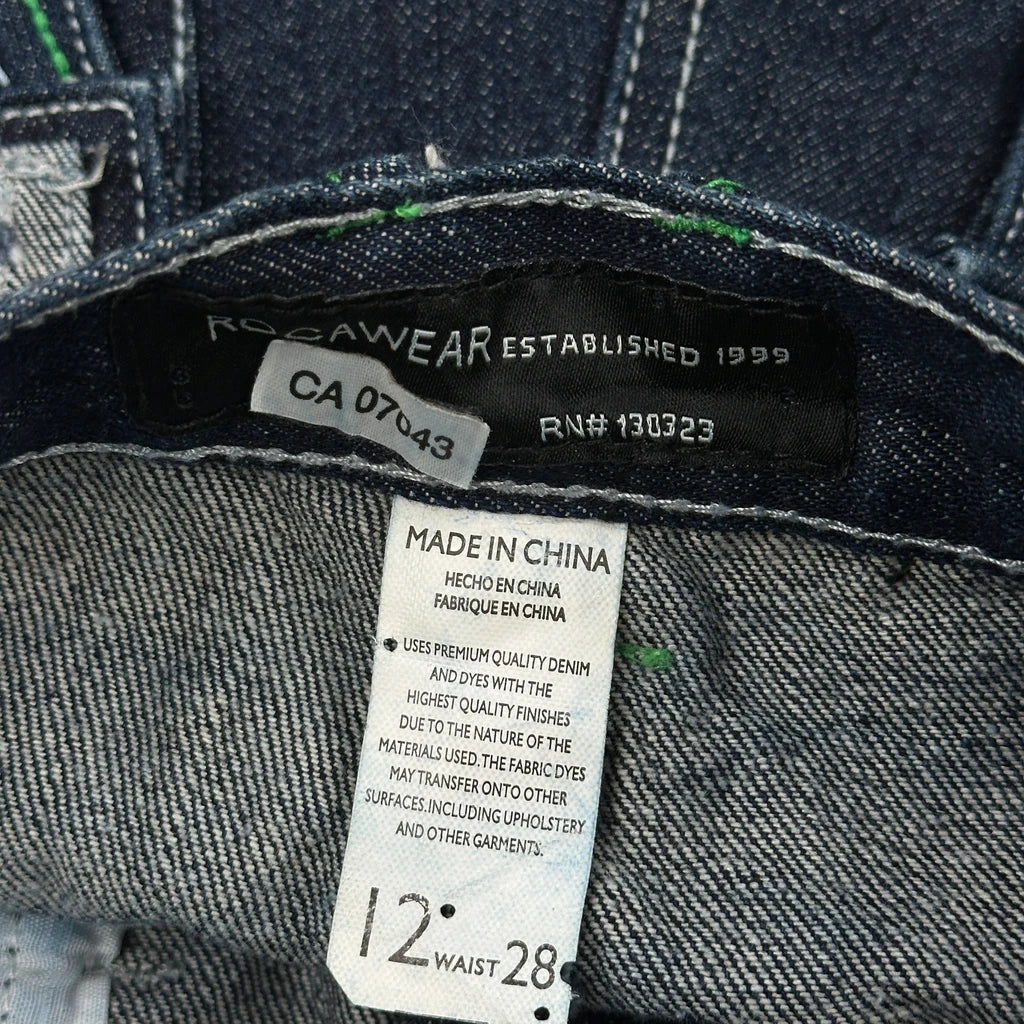 ROCAWEAR ESTABLISHED 1999
CA 07043
RN# 130323
MADE IN CHINA
HECHO EN CHINA
FABRIQUE EN CHINA
USES PREMIUM QUALITY DENIM
AND DYES WITH THE
HIGHEST QUALITY FINISHES
DUE TO THE NATURE OF THE
MATERIALS USED. THE FABRIC DYES
MAY TRANSFER ONTO OTHER
SURFACES. INCLUDING UPHOLSTERY
AND OTHER GARMENTS.
12 WAIST 28